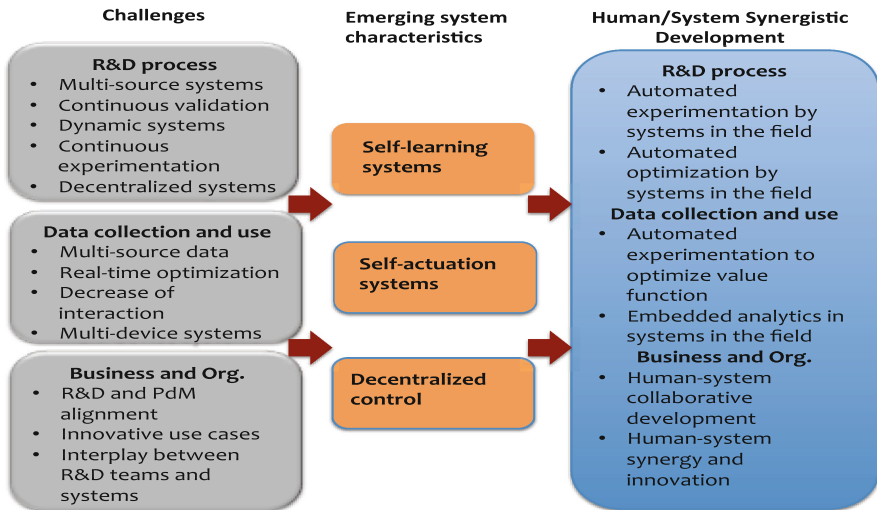 Challenges
R&D process
• Multi-source systems
• Continuous validation
• Dynamic systems
• Continuous
experimentation
• Decentralized systems
Data collection and use
• Multi-source data
• Real-time optimization
• Decrease of
interaction
• Multi-device systems
Business and Org.
• R&D and PdM
alignment
• Innovative use cases
• Interplay between
R&D teams and
systems
Emerging system
characteristics
Self-learning
systems
Self-actuation
systems
Decentralized
control
Human/System Synergistic
Development
R&D process
• Automated
experimentation by
systems in the field
• Automated
optimization by
systems in the field
Data collection and use
• Automated
experimentation to
optimize value
function
• Embedded analytics in
systems in the field
Business and Org.
• Human-system
collaborative
development
• Human-system
synergy and
innovation